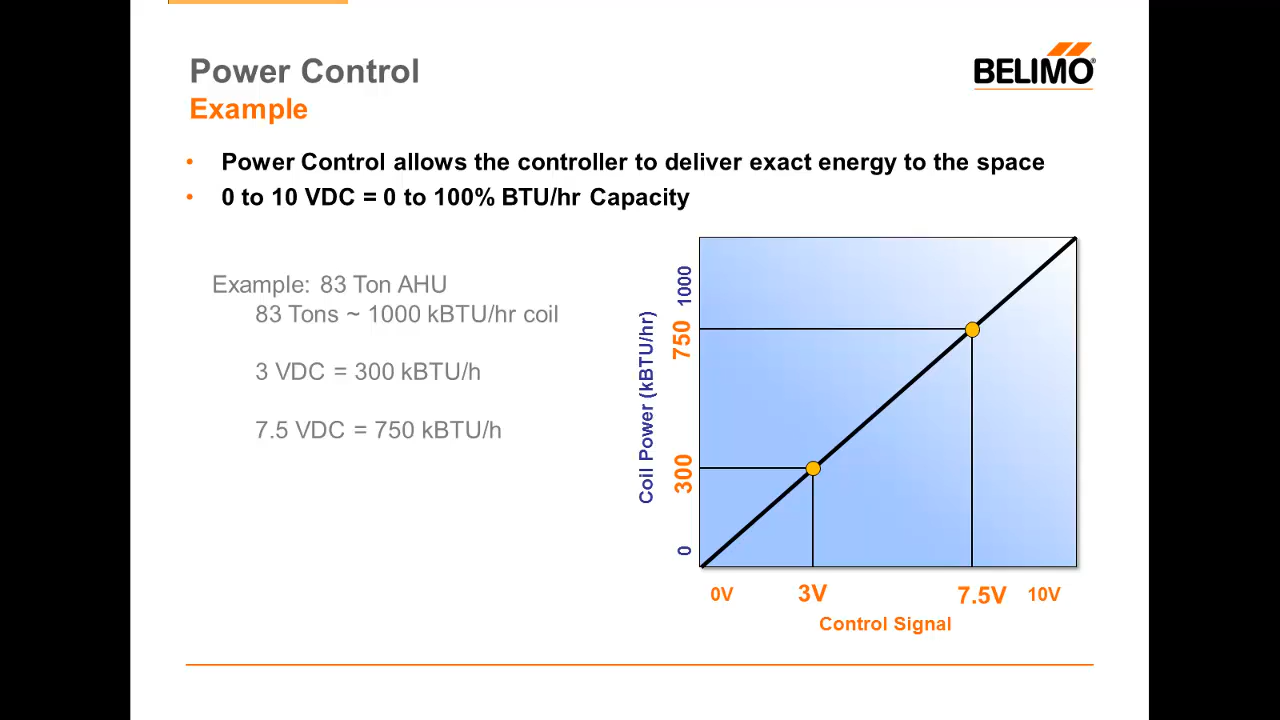 Power Control
BELIMO®
Example
• Power Control allows the controller to deliver exact energy to the space
• 0 to 10 VDC = 0 to 100% BTU/hr Capacity
Example: 83 Ton AHU
83 Tons ~ 1000 kBTU/hr coil
3 VDC = 300 kBTU/h
7.5 VDC = 750 kBTU/h
Coil Power (kBTU/hr)
1000
750
300
0
0V
3V
7.5V
10V
Control Signal